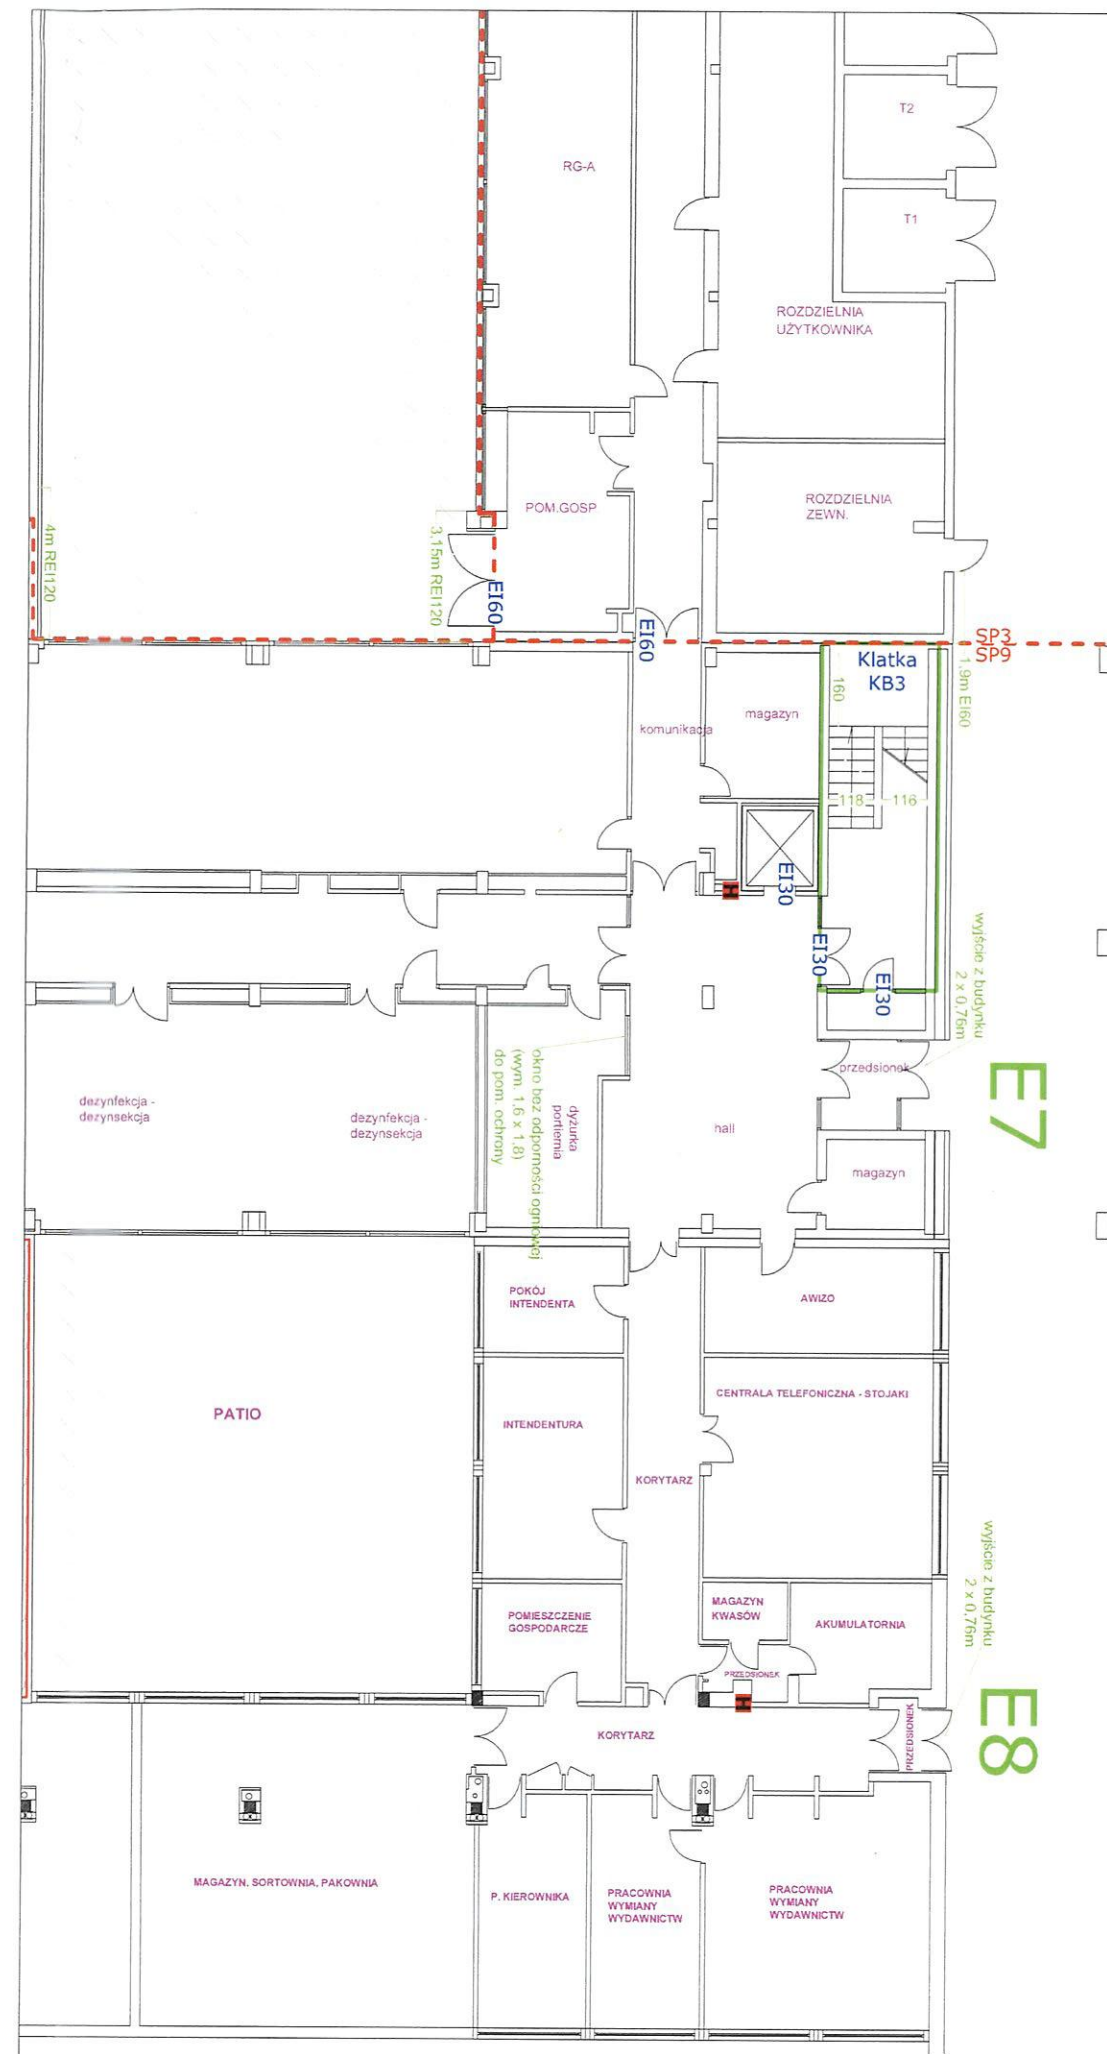 T2
RG-A
T1
ROZDZIELNIA
UŻYTKOWNIKA
ROZDZIELNIA
ZEWN.
POM.GOSP
4m REI120
3,15m REI120
EI60
EI60
SP3
SP9
Klatka
KB3
1,9m EI60
160
magazyn
komunikacja
118
116
EI30
H
EI30
EI30
wyjście z budynku
2 x 0,76m
E7
przedsionek
dezynfekcja -
dezynsekcja
dezynfekcja -
dezynsekcja
dyżurka
portiernia
okno bez odporności ogniowej
(wym. 1,6 x 1,8)
do pom. ochrony
hall
magazyn
POKÓJ
INTENDENTA
AWIZO
PATIO
INTENDENTURA
CENTRALA TELEFONICZNA - STOJAKI
KORYTARZ
wyjście z budynku
2 x 0,76m
POMIESZCZENIE
GOSPODARCZE
MAGAZYN
KWASÓW
AKUMULATORNIA
PRZEDSIONEK
H
E8
KORYTARZ
PRZEDSIONEK
MAGAZYN, SORTOWNIA, PAKOWNIA
P. KIEROWNIKA
PRACOWNIA
WYMIANY
WYDAWNICTW
PRACOWNIA
WYMIANY
WYDAWNICTW